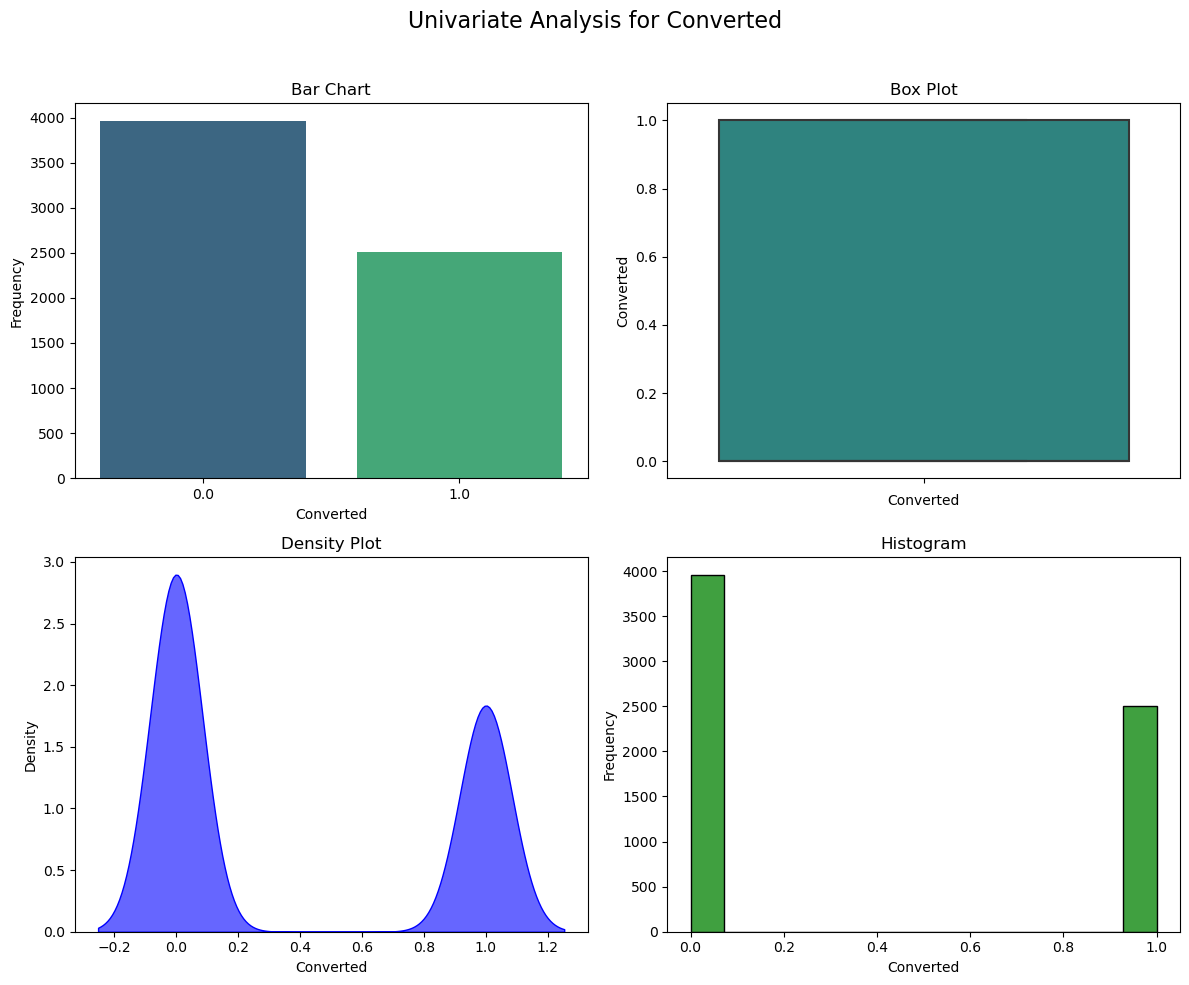 Univariate Analysis for Converted
Bar Chart
4000
3500
3000
2500
2000
1500
1000
500
0
Frequency
0.0 1.0
Converted
Box Plot
1.0
0.8
0.6
0.4
0.2
0.0
Converted
Converted
Density Plot
3.0
2.5
2.0
1.5
1.0
0.5
0.0
Density
−0.2 0.0 0.2 0.4 0.6 0.8 1.0 1.2
Converted
Histogram
4000
3500
3000
2500
2000
1500
1000
500
0
Frequency
0.0 0.2 0.4 0.6 0.8 1.0
Converted